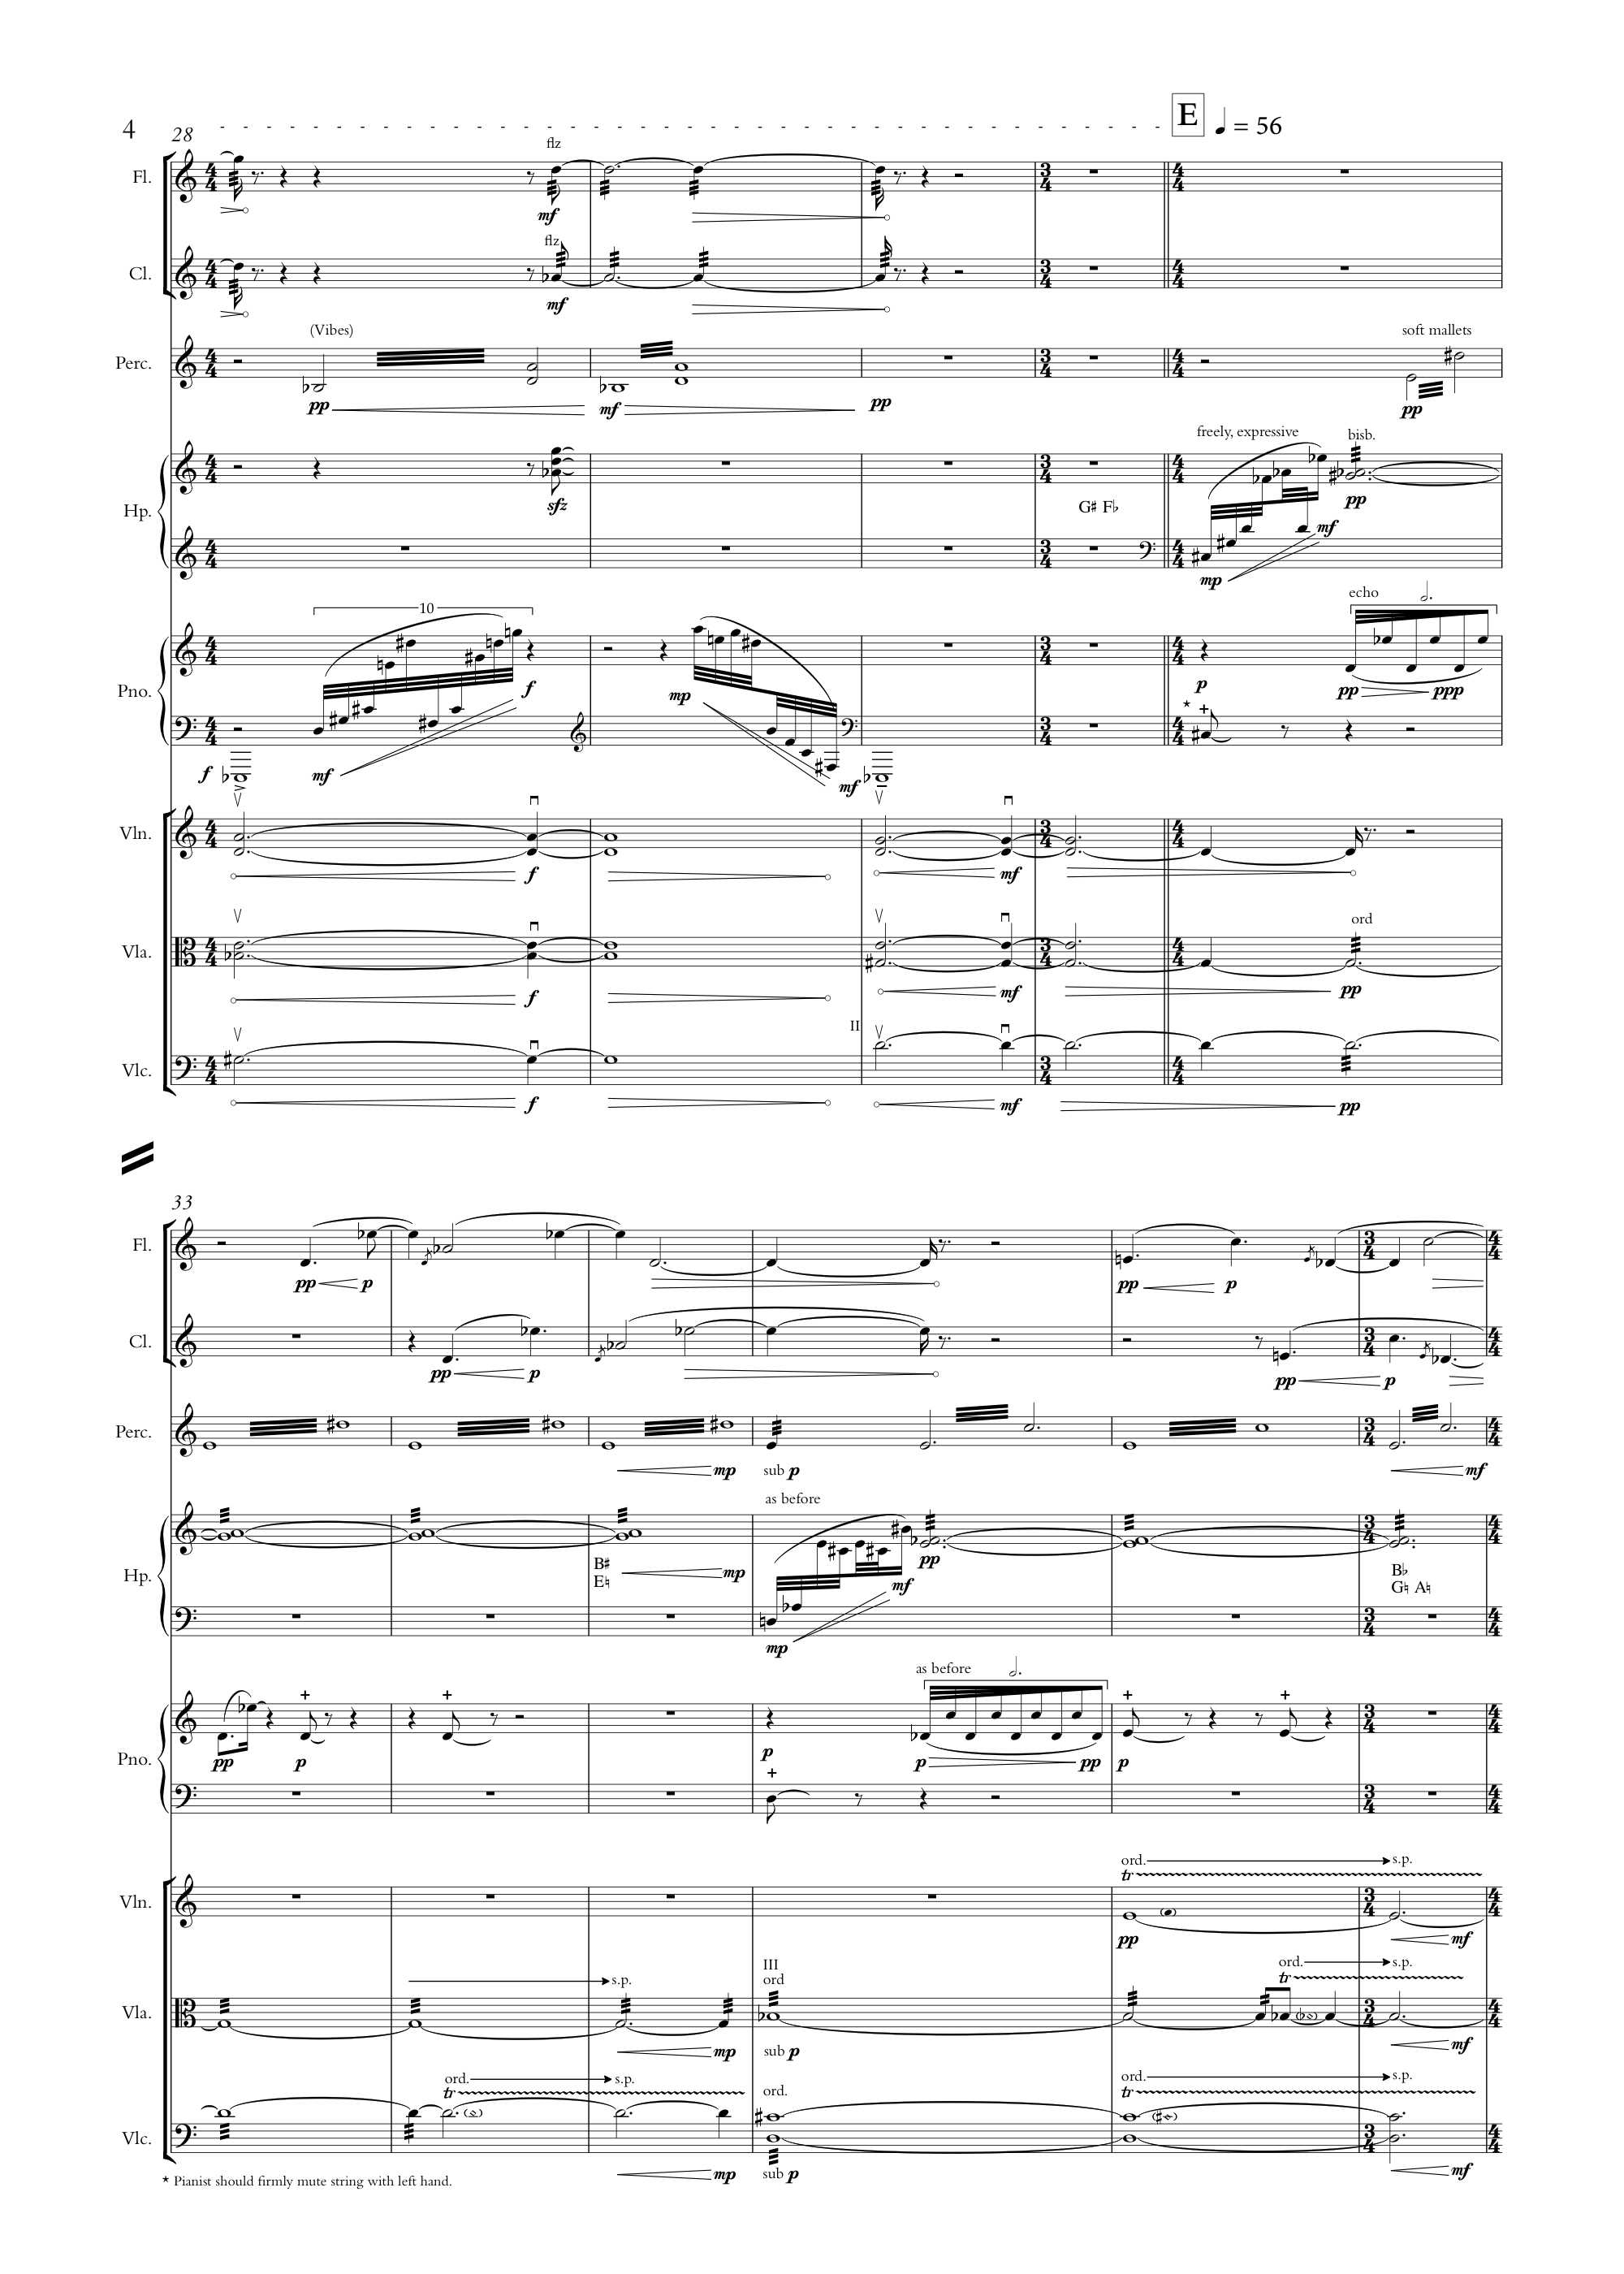 4
28
E ♩ = 56
flz
Fl.
mf
flz
Cl.
mf
(Vibes)
soft mallets
Perc.
pp mf pp pp
freely, expressive bisb.
sfz pp
Hp.
G♯ F♭
mf
mp
10
echo
Pno.
f mp p pp ppp
* +
f mf mf
Vln.
f mf
ord
Vla.
f mf pp
II
Vlc.
f mf pp
33
Fl.
pp p pp p
Cl.
pp p pp p
Perc.
mp sub p mf
as before
Hp.
B♯
E♮
mp mf pp
B♭
G♮ A♮
mp
as before
+ + + +
Pno.
pp p p p pp p
+
ord. s.p.
tr
Vln.
pp mf
III
ord
s.p.
ord. s.p.
tr
Vla.
mp sub p mf
ord. s.p.
tr
ord.
ord. s.p.
tr
Vlc.
mp sub p mf
* Pianist should firmly mute string with left hand.